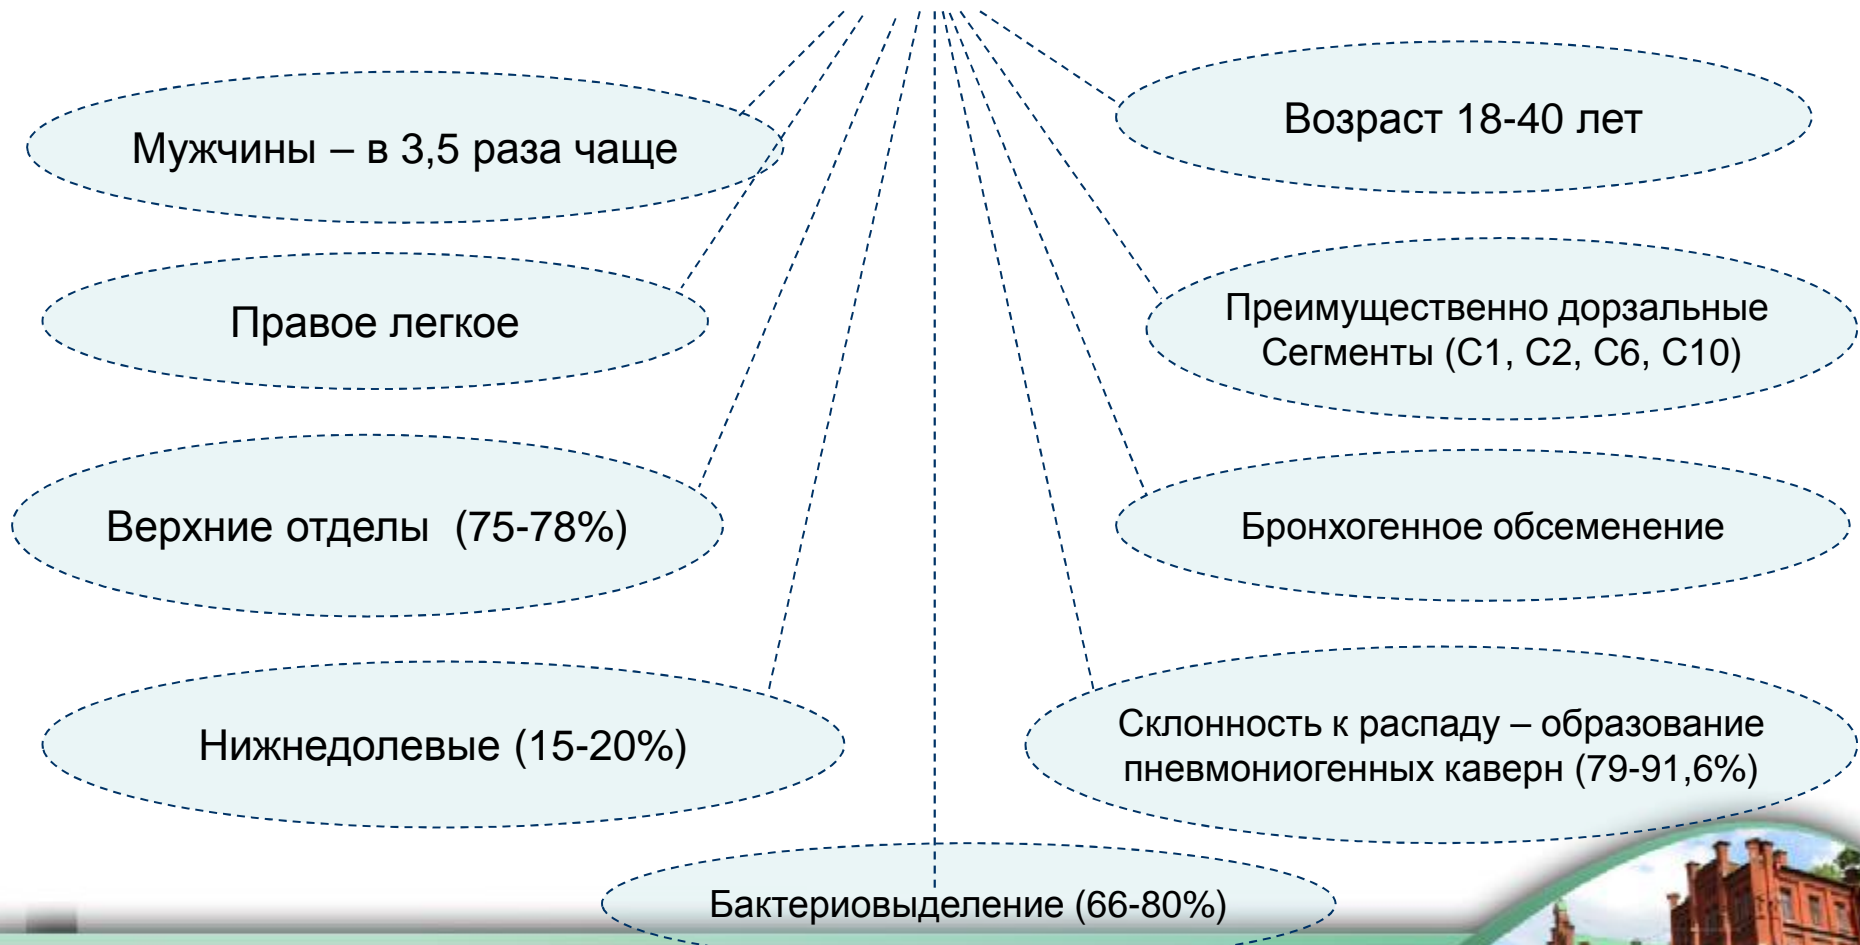 Мужчины – в 3,5 раза чаще
Возраст 18-40 лет
Правое легкое
Преимущественно дорзальные
Сегменты (С1, С2, С6, С10)
Верхние отделы (75-78%)
Бронхогенное обсеменение
Нижнедолевые (15-20%)
Склонность к распаду – образование
пневмониогенных каверн (79-91,6%)
Бактериовыделение (66-80%)